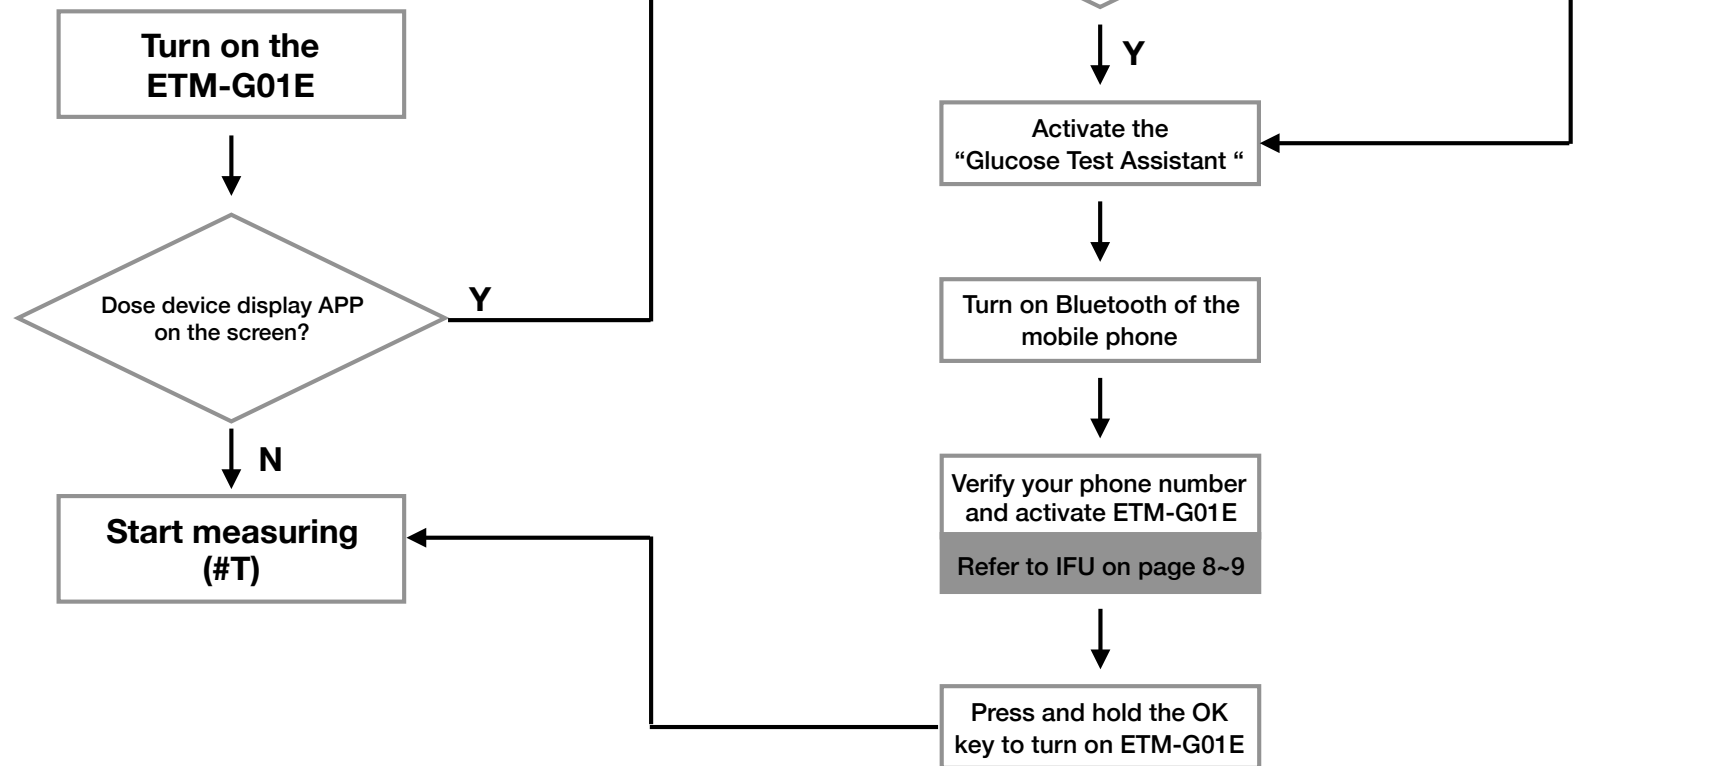 Turn on the
ETM-G01E
Dose device display APP
on the screen?
Y
N
Start measuring
(#T)
Y
Activate the
“Glucose Test Assistant “
Turn on Bluetooth of the
mobile phone
Verify your phone number
and activate ETM-G01E
Refer to IFU on page 8~9
Press and hold the OK
key to turn on ETM-G01E